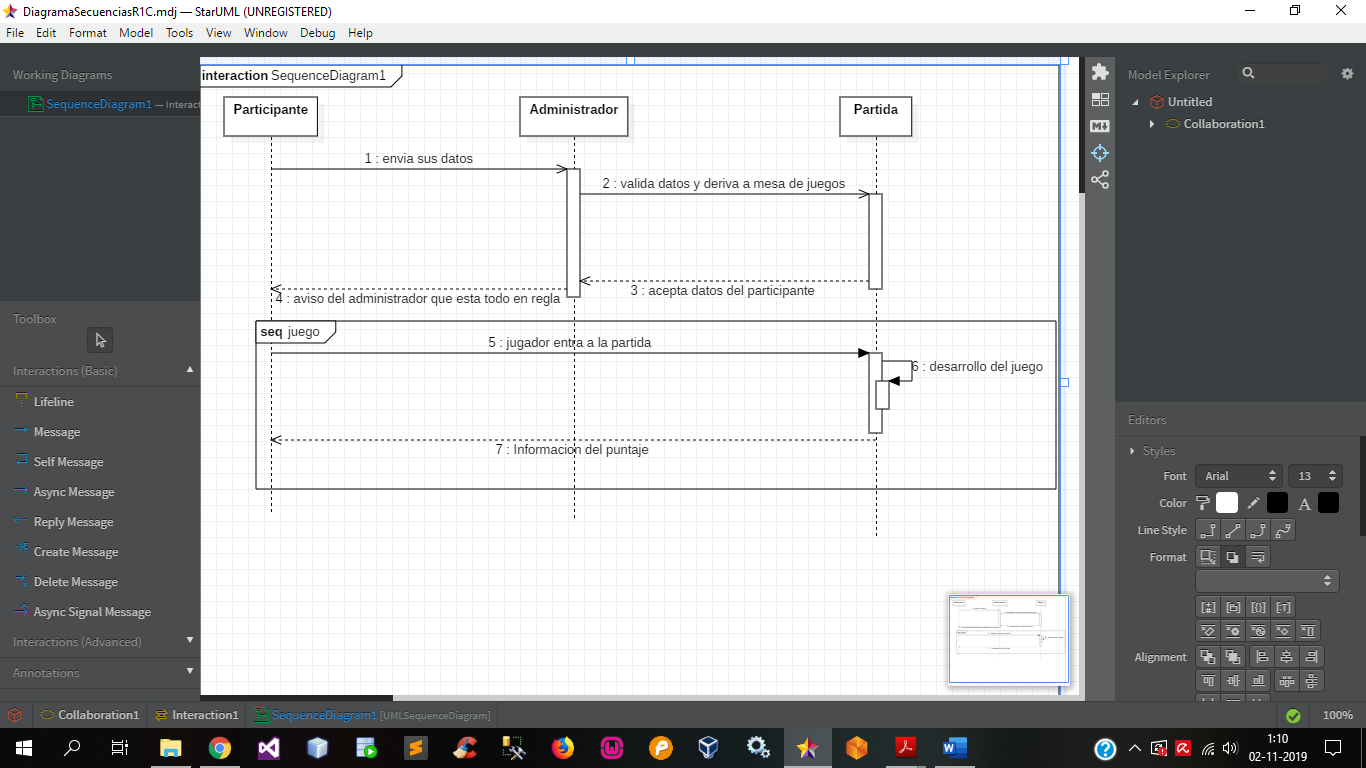 DiagramaSecuenciasR1C.mdj — StarUML (UNREGISTERED)
File Edit Format Model Tools View Window Debug Help
Working Diagrams
SequenceDiagram1 — Interact
Toolbox
Interactions (Basic)
Lifeline
Message
Self Message
Async Message
Reply Message
Create Message
Delete Message
Async Signal Message
Interactions (Advanced)
Annotations
interaction SequenceDiagram1
Participante
Administrador
Partida
1 : envia sus datos
2 : valida datos y deriva a mesa de juegos
3 : acepta datos del participante
4 : aviso del administrador que esta todo en regla
seq juego
5 : jugador entra a la partida
6 : desarrollo del juego
7 : Informacion del puntaje
M
Model Explorer
Untitled
Collaboration1
Editors
Styles
Font Arial 13
Color A
Line Style
Format
Alignment
Collaboration1 Interaction1 SequenceDiagram1 [UMLSequenceDiagram]
100%
1:10
02-11-2019